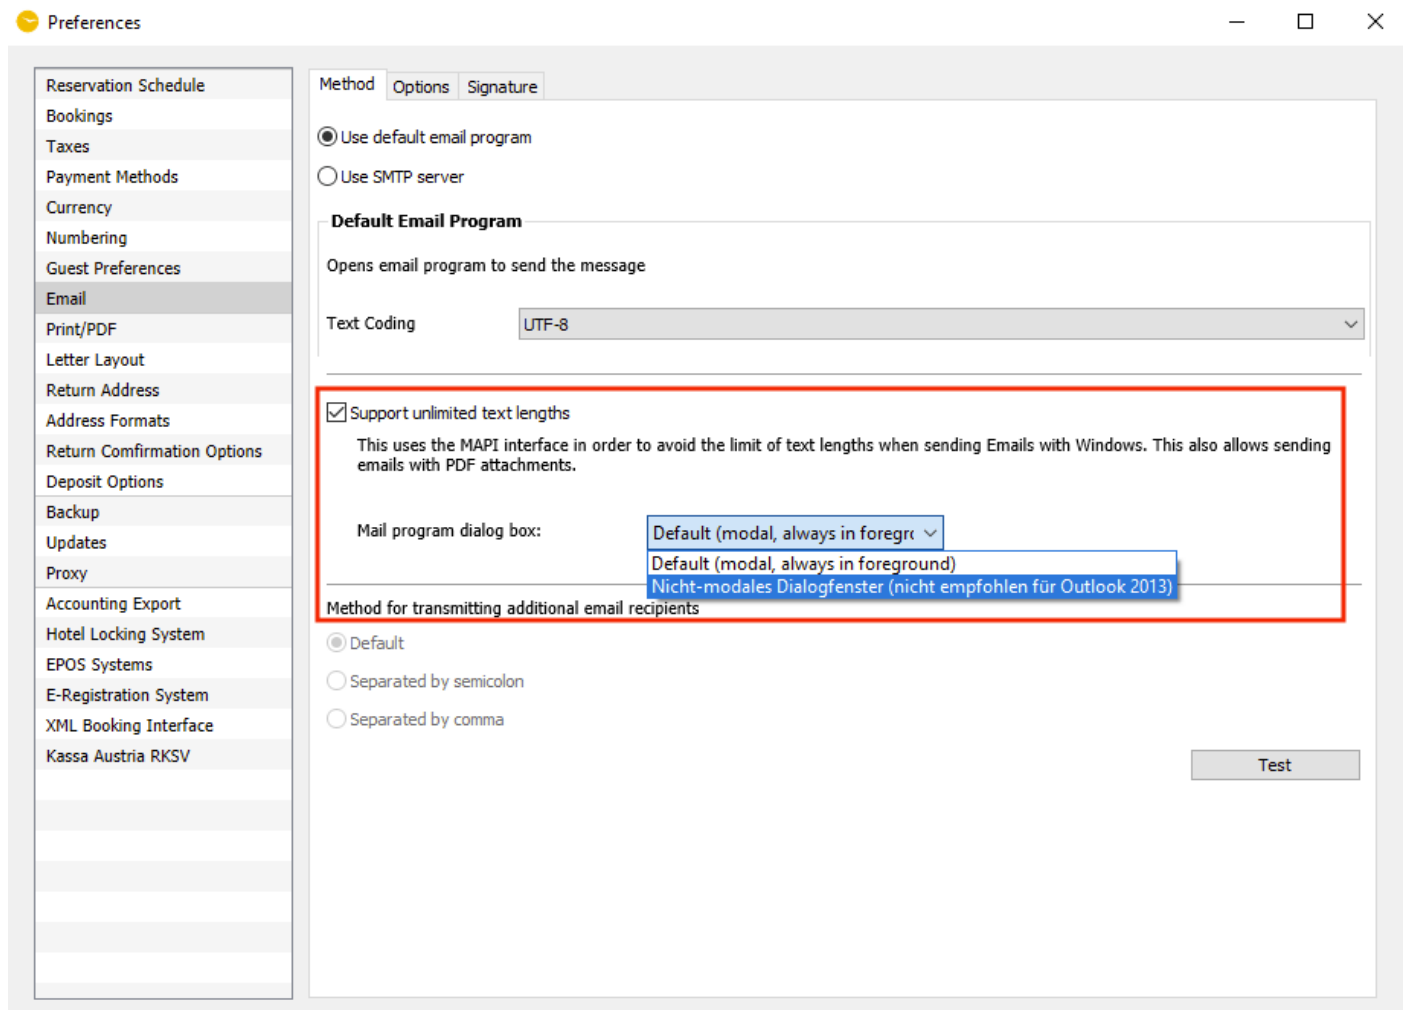 Preferences
Reservation Schedule
Bookings
Taxes
Payment Methods
Currency
Numbering
Guest Preferences
Email
Print/PDF
Letter Layout
Return Address
Address Formats
Return Comfirmation Options
Deposit Options
Backup
Updates
Proxy
Accounting Export
Hotel Locking System
EPOS Systems
E-Registration System
XML Booking Interface
Kassa Austria RKSV
Method Options Signature
Use default email program
Use SMTP server
Default Email Program
Opens email program to send the message
Text Coding UTF-8
Support unlimited text lengths
This uses the MAPI interface in order to avoid the limit of text lengths when sending Emails with Windows. This also allows sending
emails with PDF attachments.
Mail program dialog box: Default (modal, always in foregr
Default (modal, always in foreground)
Nicht-modales Dialogfenster (nicht empfohlen für Outlook 2013)
Method for transmitting additional email recipients
Default
Separated by semicolon
Separated by comma
Test